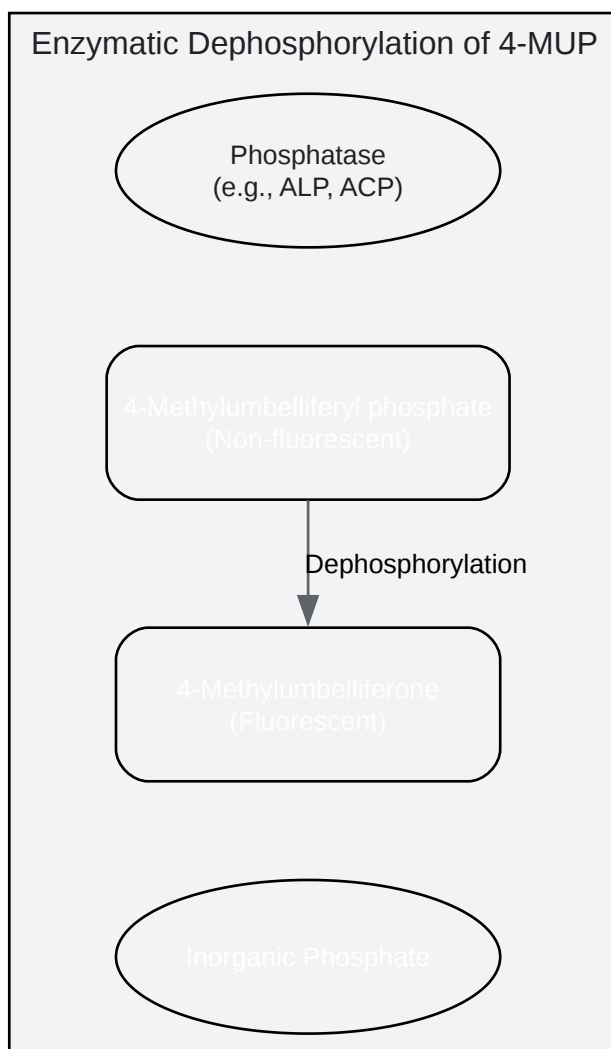 Enzymatic Dephosphorylation of 4-MUP
Phosphatase
(e.g., ALP, ACP)
4-Methylumbelliferyl phosphate
(Non-fluorescent)
Dephosphorylation
4-Methylumbelliferone
(Fluorescent)
Inorganic Phosphate